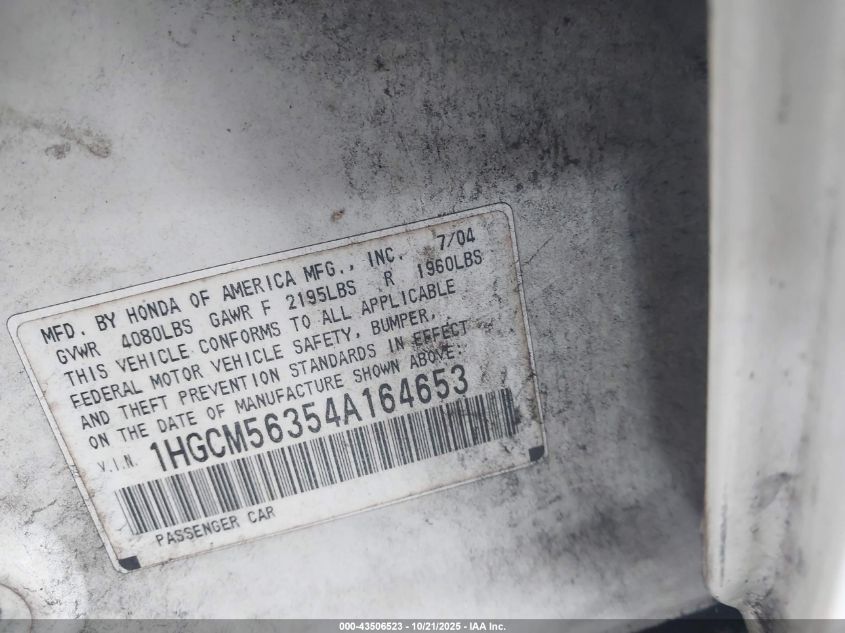 MFD. BY HONDA OF AMERICA MFG., INC. 7/04
GVWR 4080LBS GAWR F 2195LBS R 1960LBS
THIS VEHICLE CONFORMS TO ALL APPLICABLE
FEDERAL MOTOR VEHICLE SAFETY, BUMPER,
AND THEFT PREVENTION STANDARDS IN EFFECT
ON THE DATE OF MANUFACTURE SHOWN ABOVE.
V.I.N. 1HGCM56354A164653
PASSENGER CAR
000-43506523 - 10/21/2025 - IAA Inc.